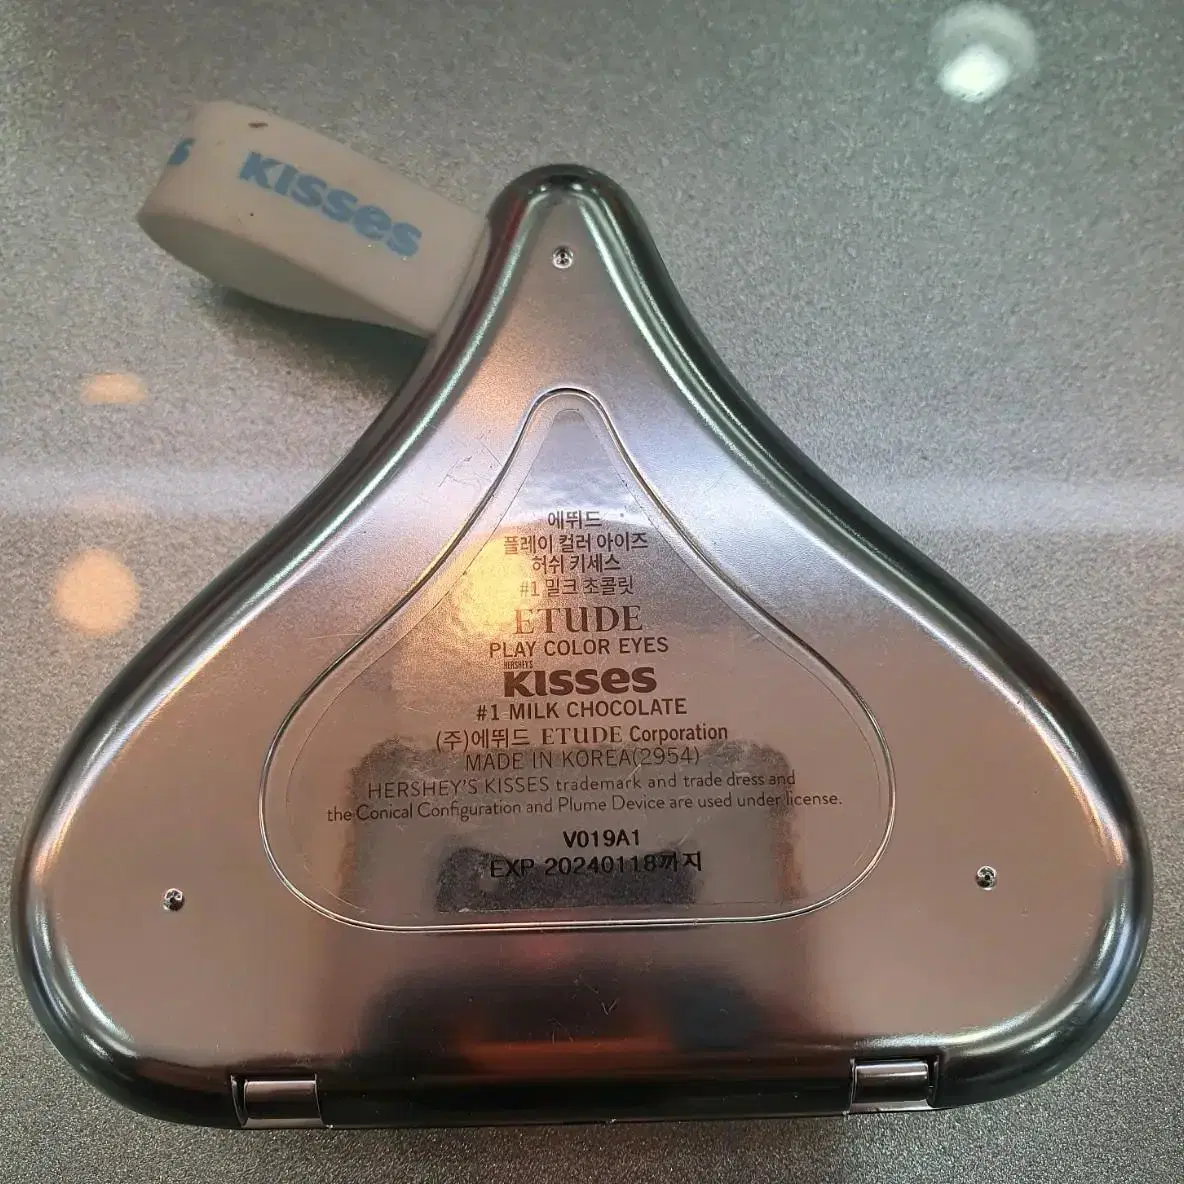 Kisses
에뛰드
플레이 컬러 아이즈
허쉬 키세스
#1 밀크 초콜릿
ETUDE
PLAY COLOR EYES
HERSHEY'S
Kisses
#1 MILK CHOCOLATE
(주)에뛰드 ETUDE Corporation
MADE IN KOREA(2954)
HERSHEY'S KISSES trademark and trade dress and
the Conical Configuration and Plume Device are used under license.
V019A1
EXP 20240118까지